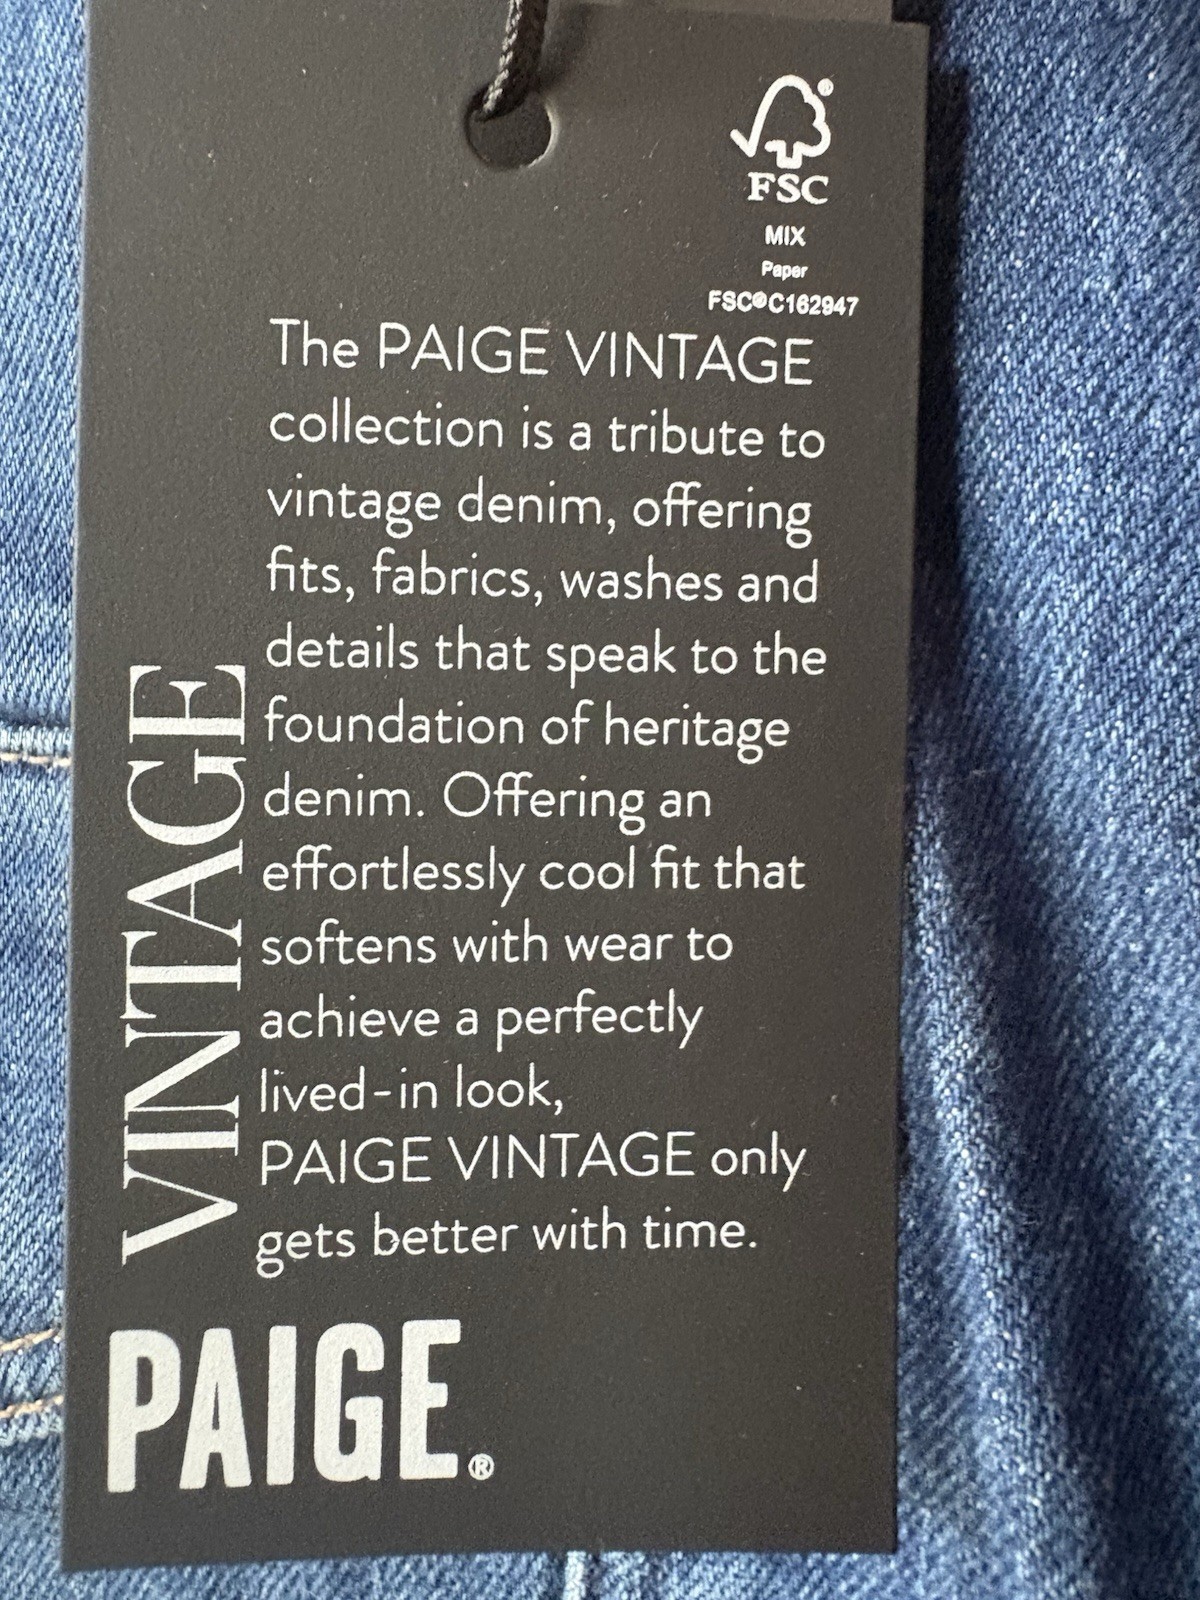 FSC
MIX
Paper
FSC® C162947
The PAIGE VINTAGE
collection is a tribute to
vintage denim, offering
fits, fabrics, washes and
details that speak to the
foundation of heritage
denim. Offering an
effortlessly cool fit that
softens with wear to
achieve a perfectly
lived-in look,
PAIGE VINTAGE only
gets better with time.
VINTAGE
PAIGE®